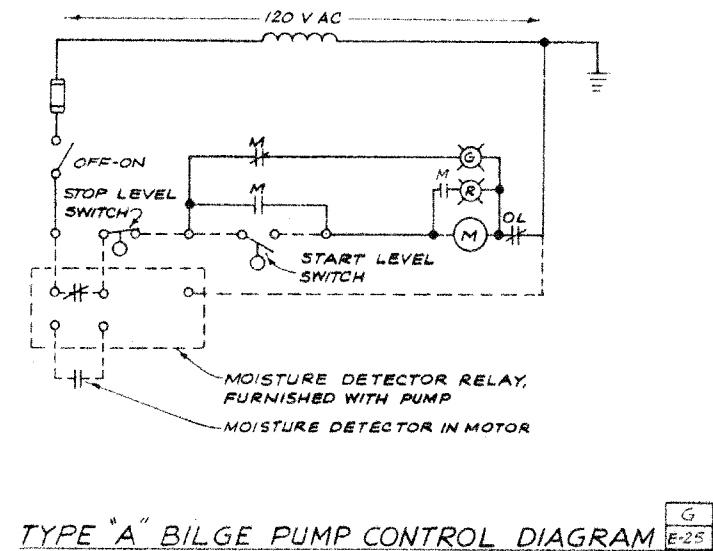 120 V AC
OFF-ON
STOP LEVEL
SWITCH
M
G
M
M
R
OL
M
START LEVEL
SWITCH
MOISTURE DETECTOR RELAY,
FURNISHED WITH PUMP
MOISTURE DETECTOR IN MOTOR
TYPE "A" BILGE PUMP CONTROL DIAGRAM
G
E-25